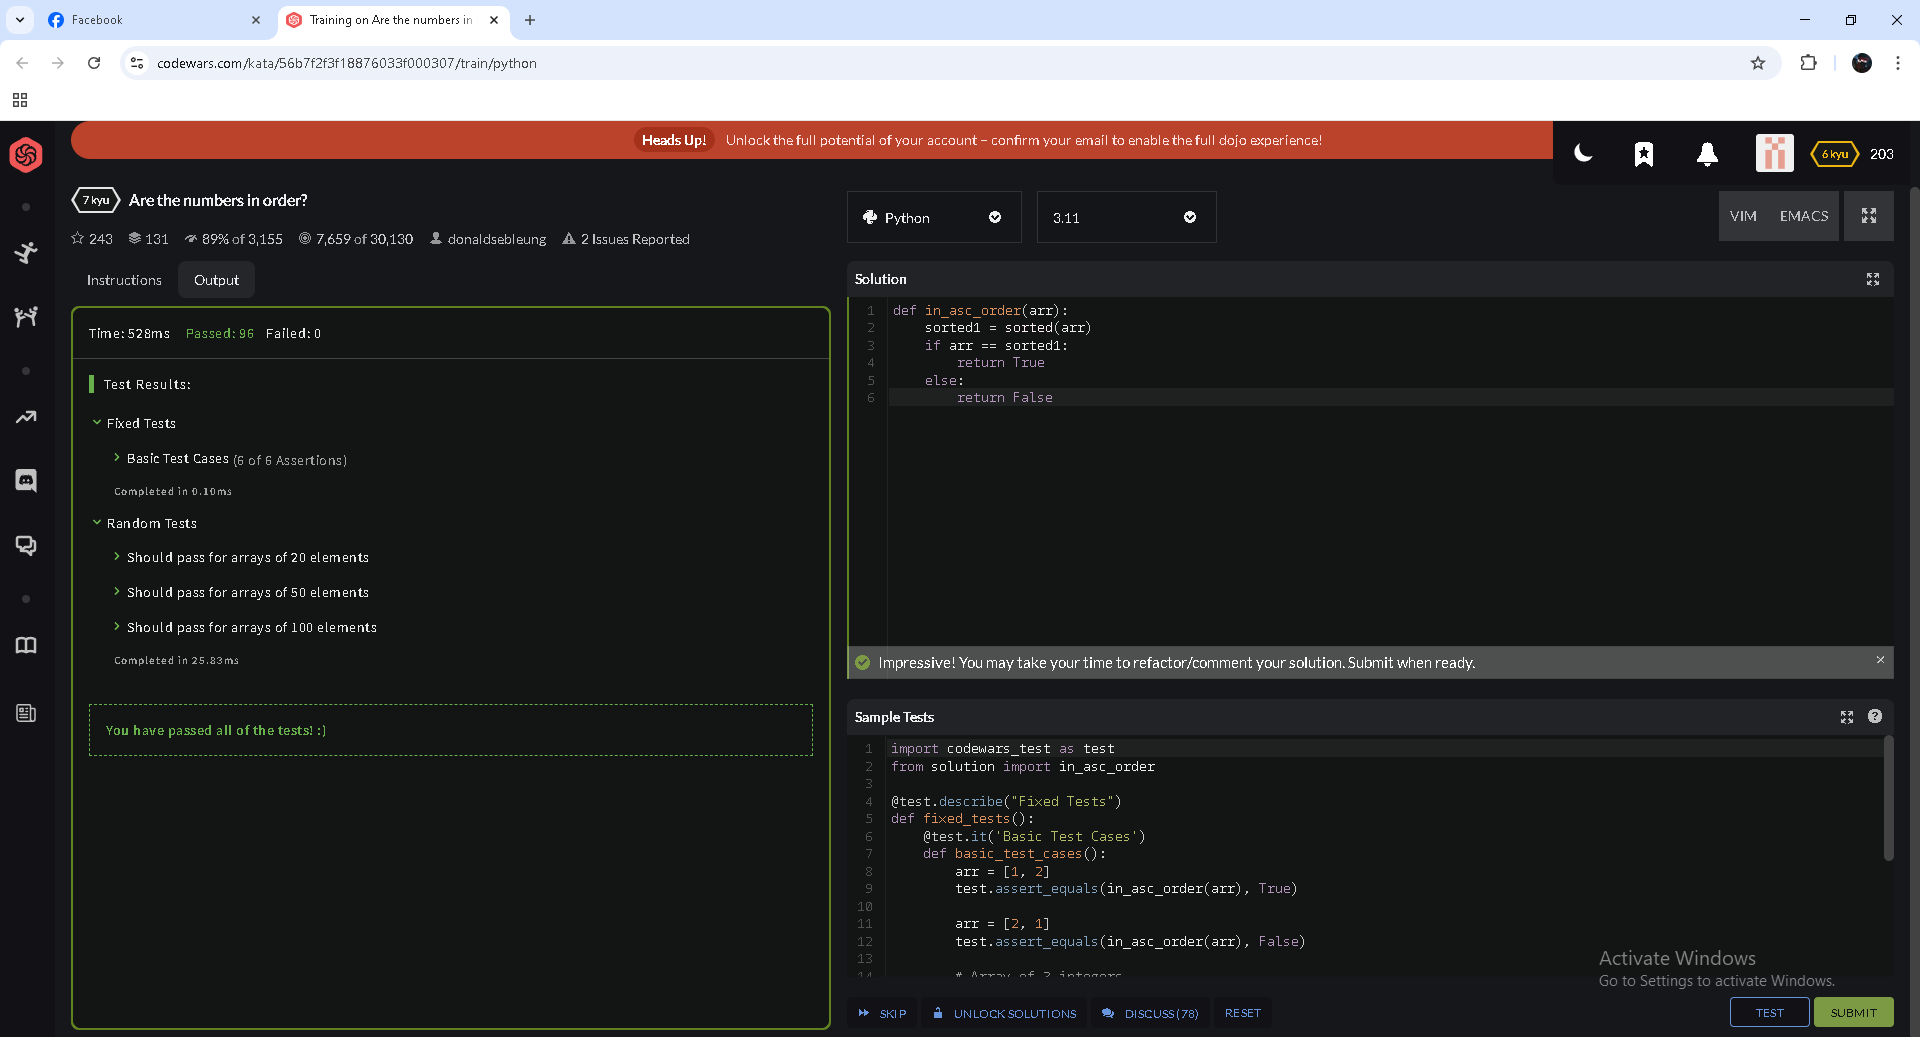 Facebook
Training on Are the numbers in
codewars.com/kata/56b7f2f3f18876033f000307/train/python
Heads Up! Unlock the full potential of your account – confirm your email to enable the full dojo experience!
6 kyu 203
7 kyu Are the numbers in order?
243 131 89% of 3,155 7,659 of 30,130 donaldsebleung 2 Issues Reported
Python
3.11
VIM EMACS
Instructions Output
Time: 528ms Passed: 96 Failed: 0
Test Results:
Fixed Tests
Basic Test Cases (6 of 6 Assertions)
Completed in 0.10ms
Random Tests
Should pass for arrays of 20 elements
Should pass for arrays of 50 elements
Should pass for arrays of 100 elements
Completed in 25.83ms
You have passed all of the tests! :)
Solution
1 def in_asc_order(arr):
2     sorted1 = sorted(arr)
3     if arr == sorted1:
4         return True
5     else:
6         return False
Impressive! You may take your time to refactor/comment your solution. Submit when ready.
Sample Tests
1 import codewars_test as test
2 from solution import in_asc_order
3
4 @test.describe("Fixed Tests")
5 def fixed_tests():
6     @test.it('Basic Test Cases')
7     def basic_test_cases():
8         arr = [1, 2]
9         test.assert_equals(in_asc_order(arr), True)
10
11         arr = [2, 1]
12         test.assert_equals(in_asc_order(arr), False)
13
14         # Array of 3 integers
SKIP UNLOCK SOLUTIONS DISCUSS (78) RESET
TEST SUBMIT
Activate Windows
Go to Settings to activate Windows.